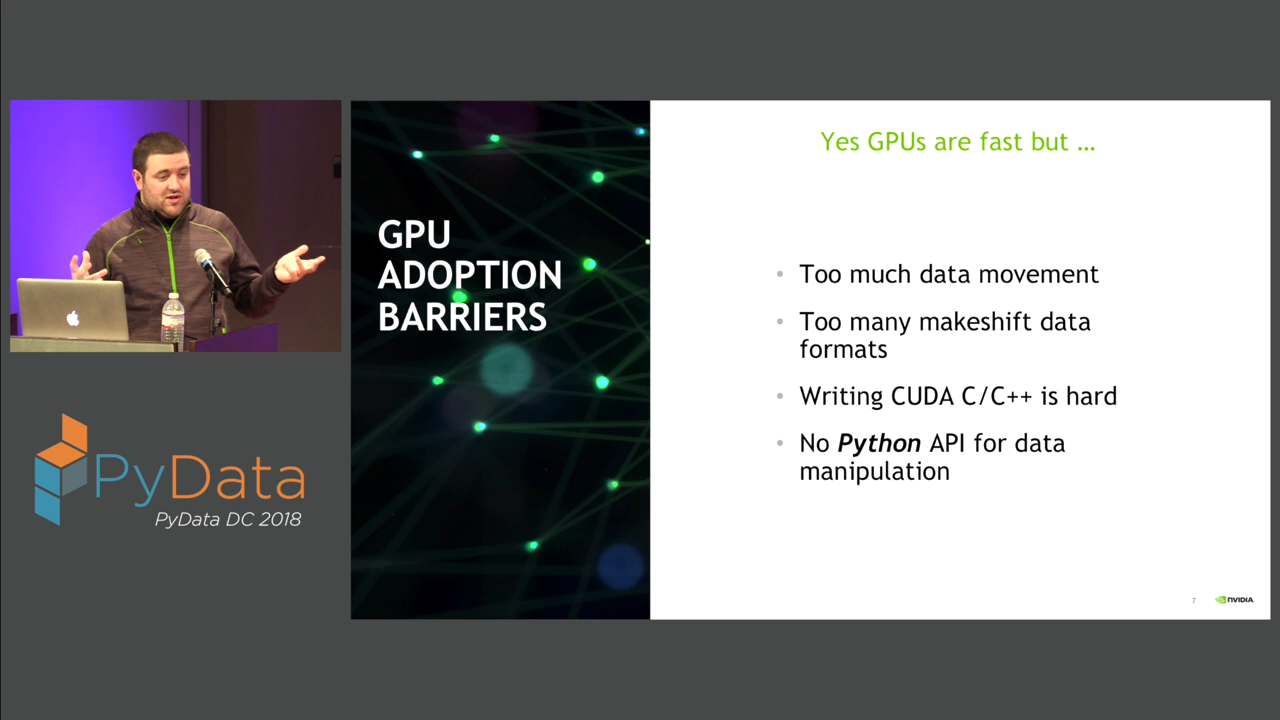 GPU
ADOPTION
BARRIERS
Yes GPUs are fast but …
• Too much data movement
• Too many makeshift data
formats
• Writing CUDA C/C++ is hard
• No Python API for data
manipulation
7
NVIDIA
PyData
PyData DC 2018